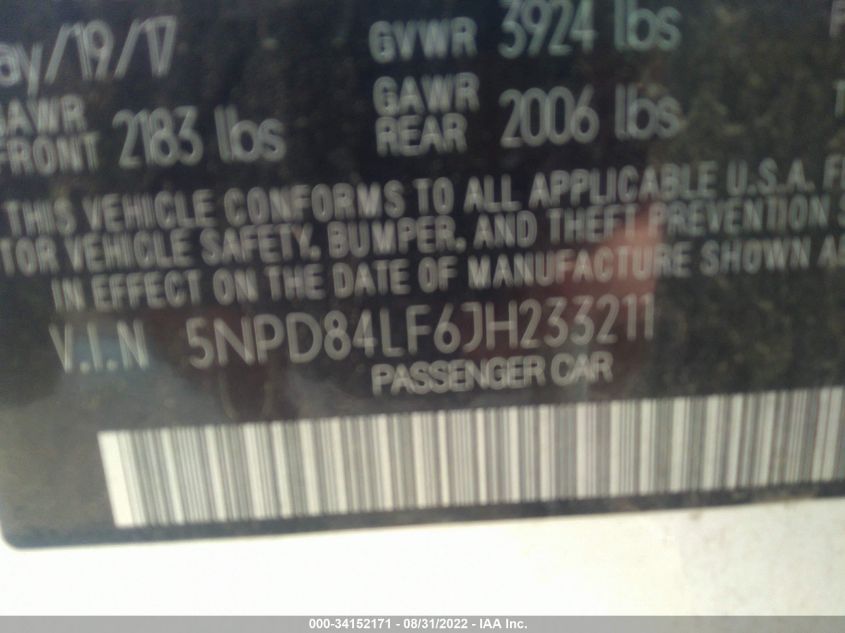 ay/19/17 GVWR 3924 lbs
GAWR FRONT 2183 lbs GAWR REAR 2006 lbs
THIS VEHICLE CONFORMS TO ALL APPLICABLE U.S.A. F
TOR VEHICLE SAFETY, BUMPER, AND THEFT PREVENTION S
IN EFFECT ON THE DATE OF MANUFACTURE SHOWN A
V.I.N 5NPD84LF6JH233211
PASSENGER CAR
000-34152171 - 08/31/2022 - IAA Inc.